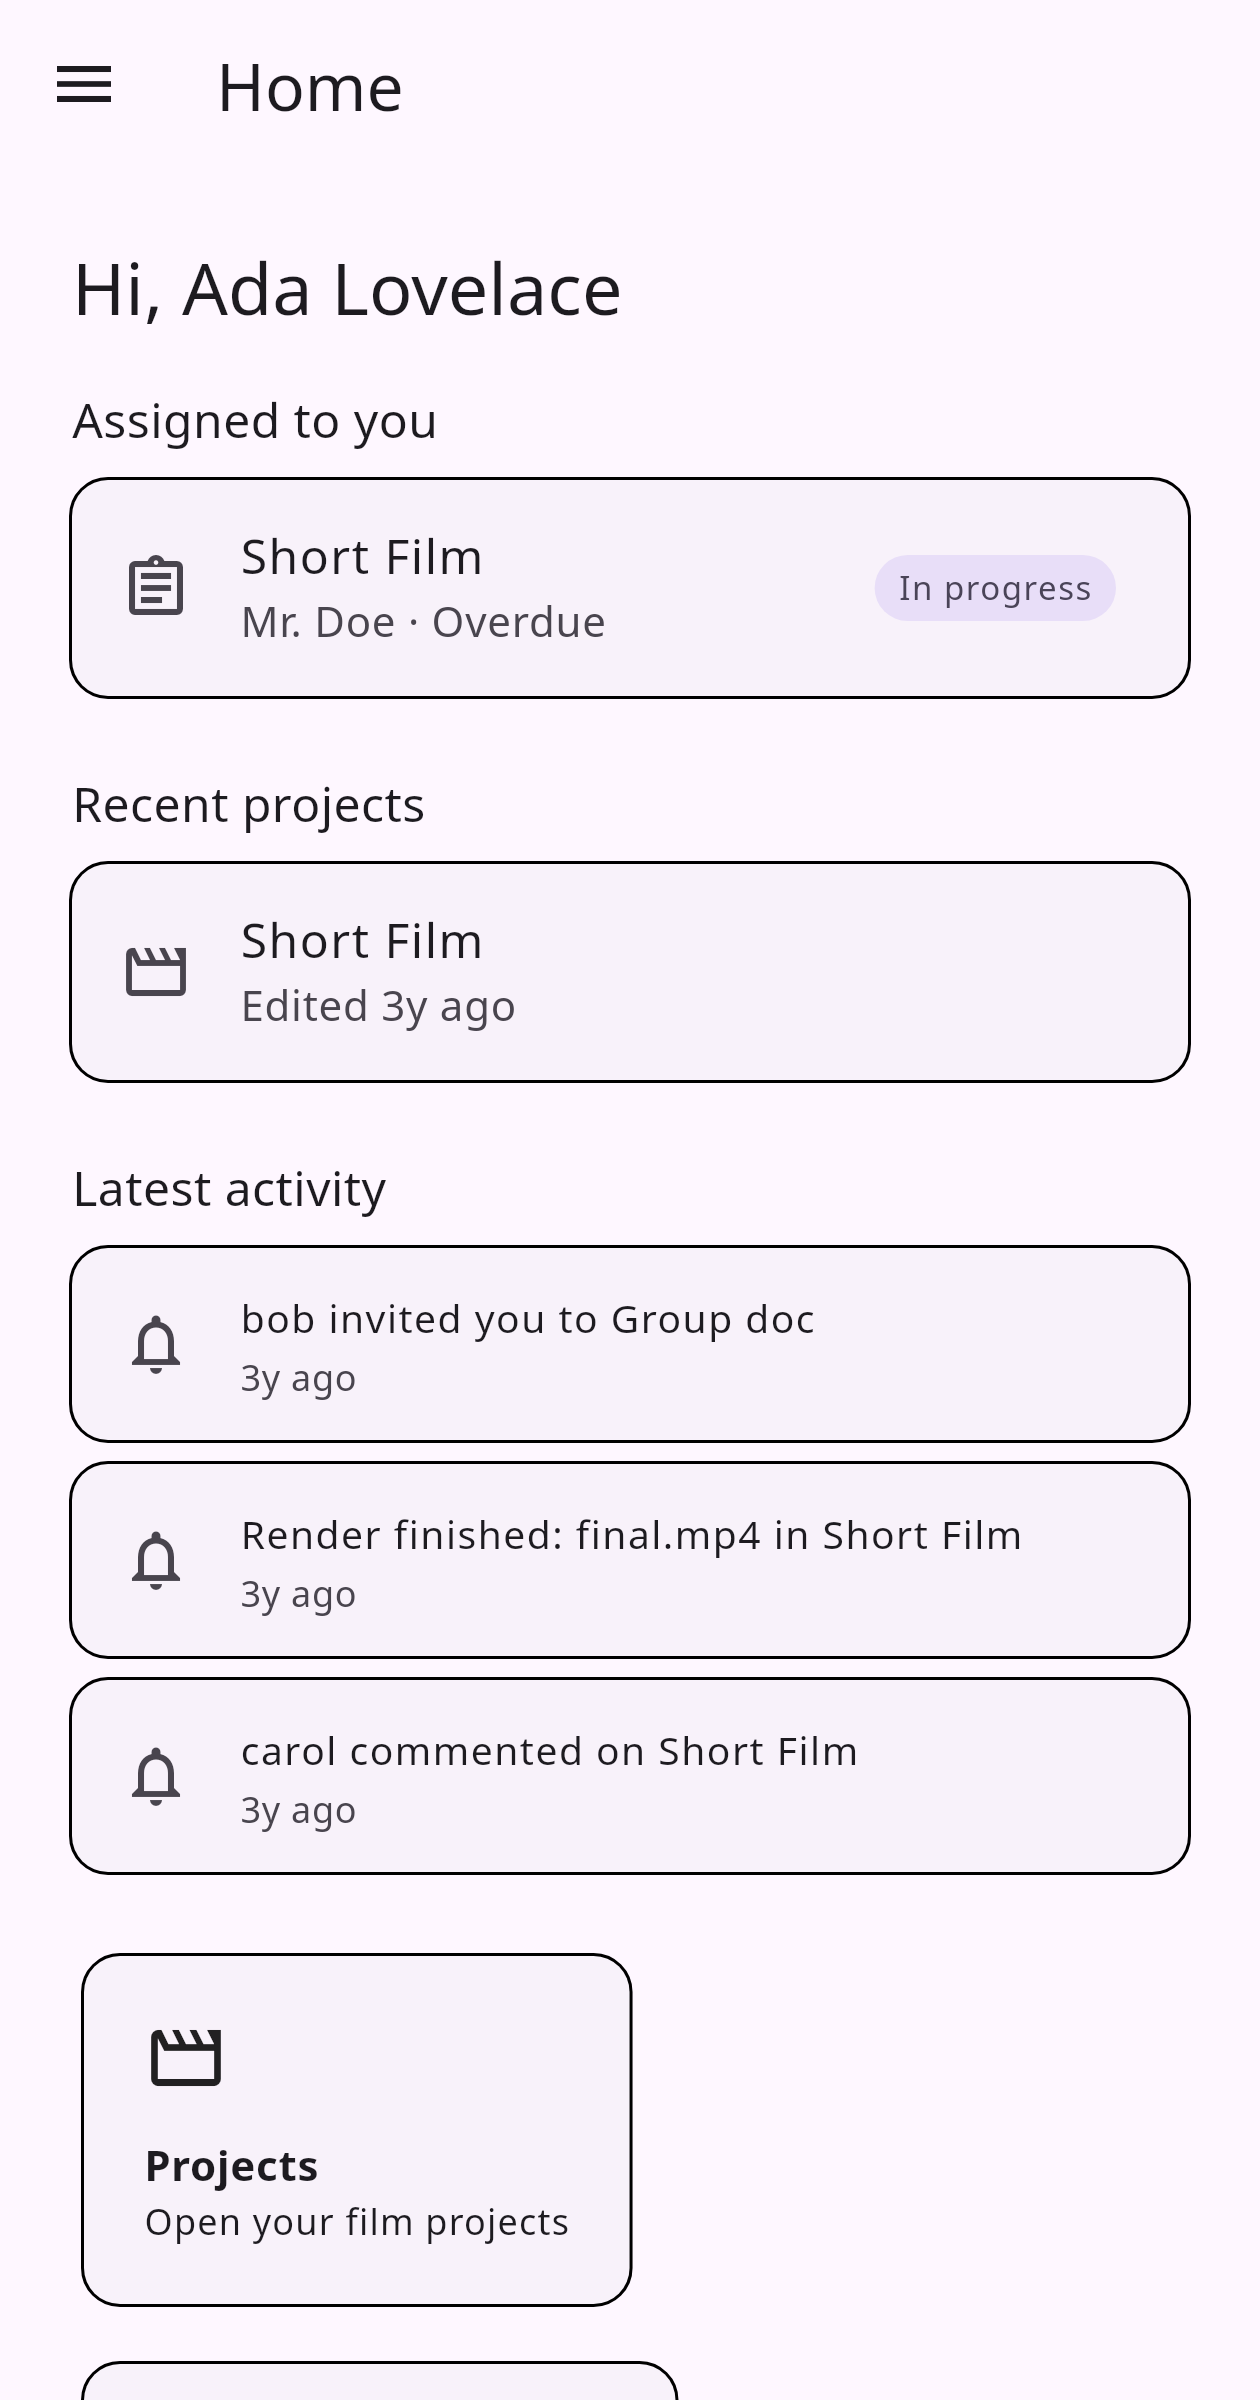 Home
Hi, Ada Lovelace
Assigned to you
Short Film
Mr. Doe · Overdue
In progress
Recent projects
Short Film
Edited 3y ago
Latest activity
bob invited you to Group doc
3y ago
Render finished: final.mp4 in Short Film
3y ago
carol commented on Short Film
3y ago
Projects
Open your film projects